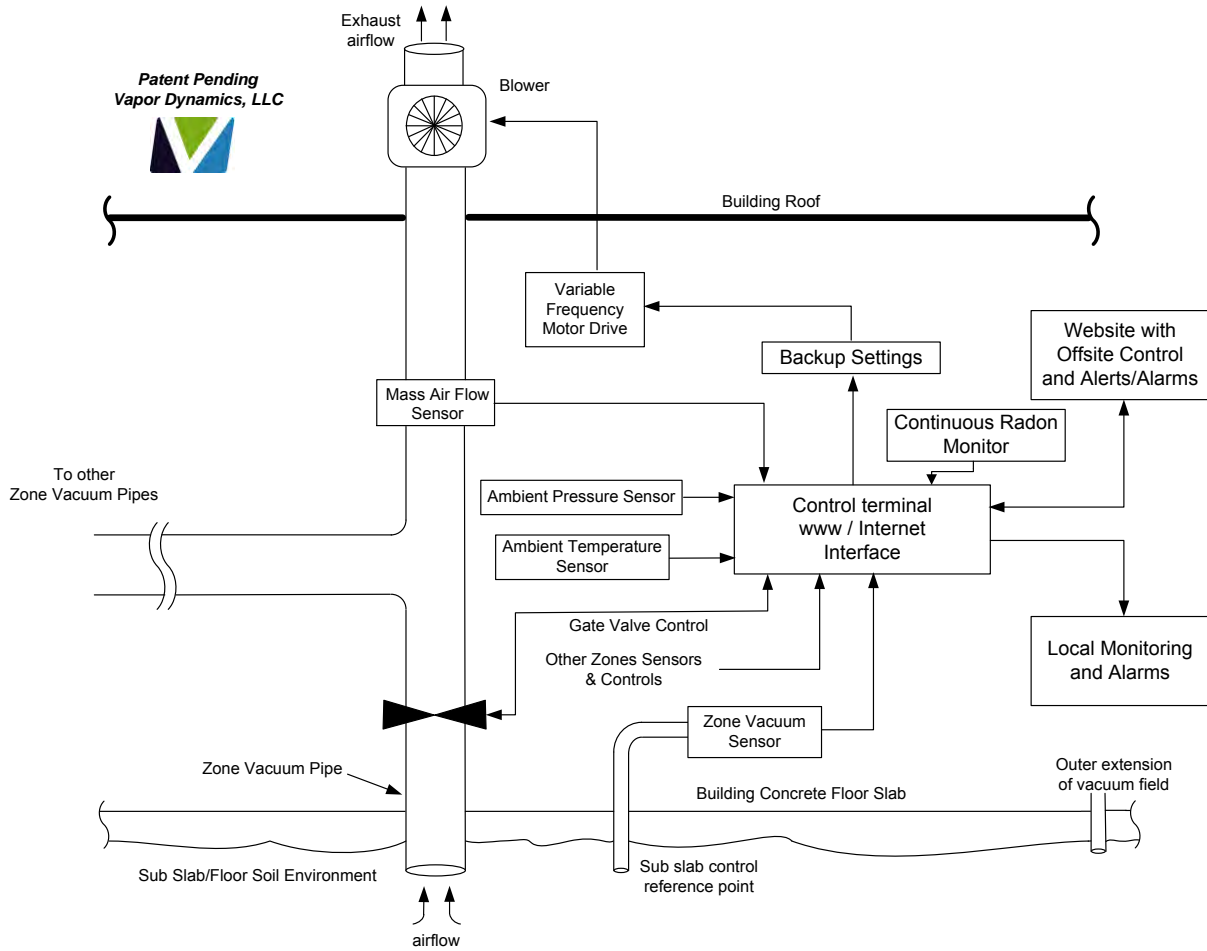 Exhaust
airflow
Patent Pending
Vapor Dynamics, LLC
Blower
Building Roof
Variable
Frequency
Motor Drive
Website with
Offsite Control
and Alerts/Alarms
Backup Settings
Mass Air Flow
Sensor
Continuous Radon
Monitor
To other
Zone Vacuum Pipes
Ambient Pressure Sensor
Control terminal
www / Internet
Interface
Ambient Temperature
Sensor
Gate Valve Control
Other Zones Sensors
& Controls
Local Monitoring
and Alarms
Zone Vacuum
Sensor
Zone Vacuum Pipe
Outer extension
of vacuum field
Building Concrete Floor Slab
Sub Slab/Floor Soil Environment
Sub slab control
reference point
airflow